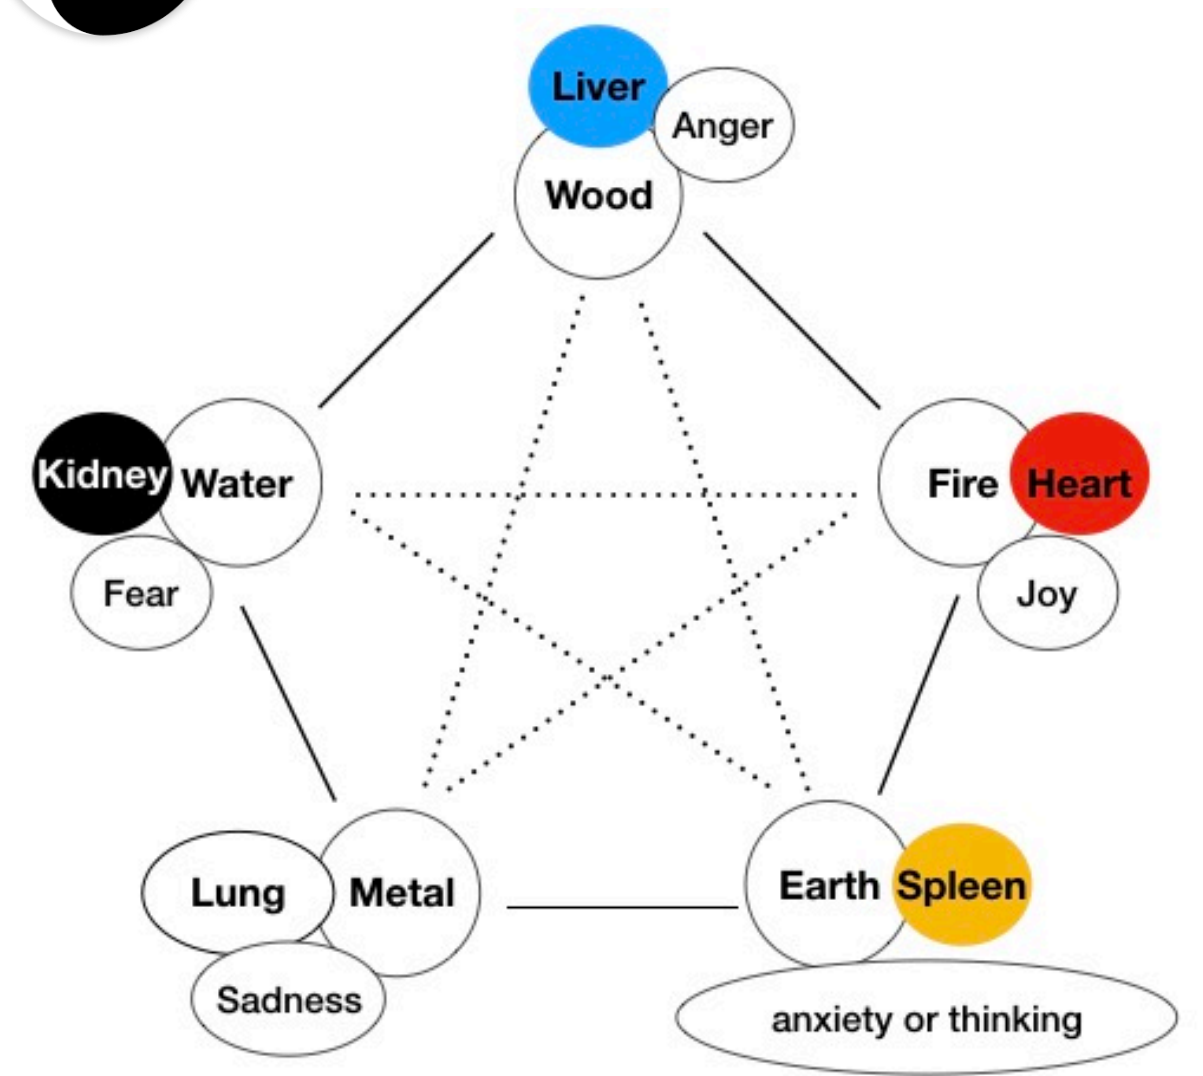 Liver
Anger
Wood
Kidney
Water
Fire
Heart
Fear
Joy
Lung
Metal
Earth
Spleen
Sadness
anxiety or thinking